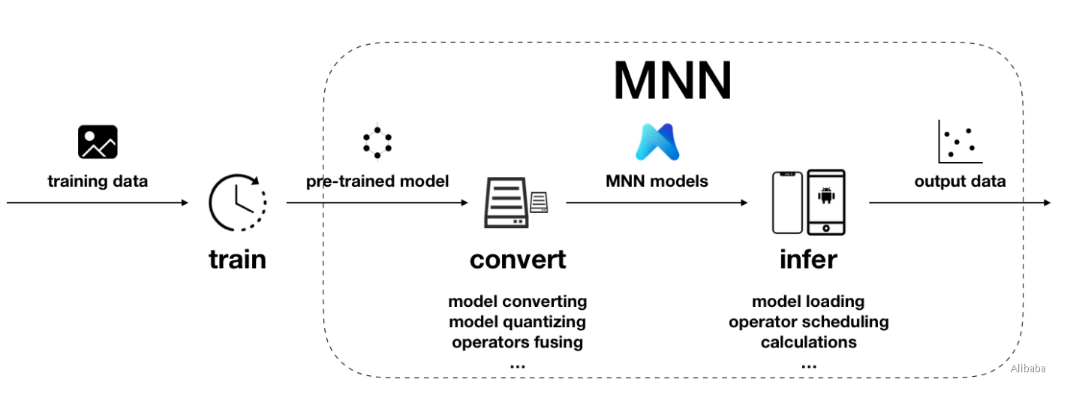 MNN
training data
pre-trained model
MNN models
output data
train
convert
infer
model converting
model quantizing
operators fusing
...
model loading
operator scheduling
calculations
...
Alibaba